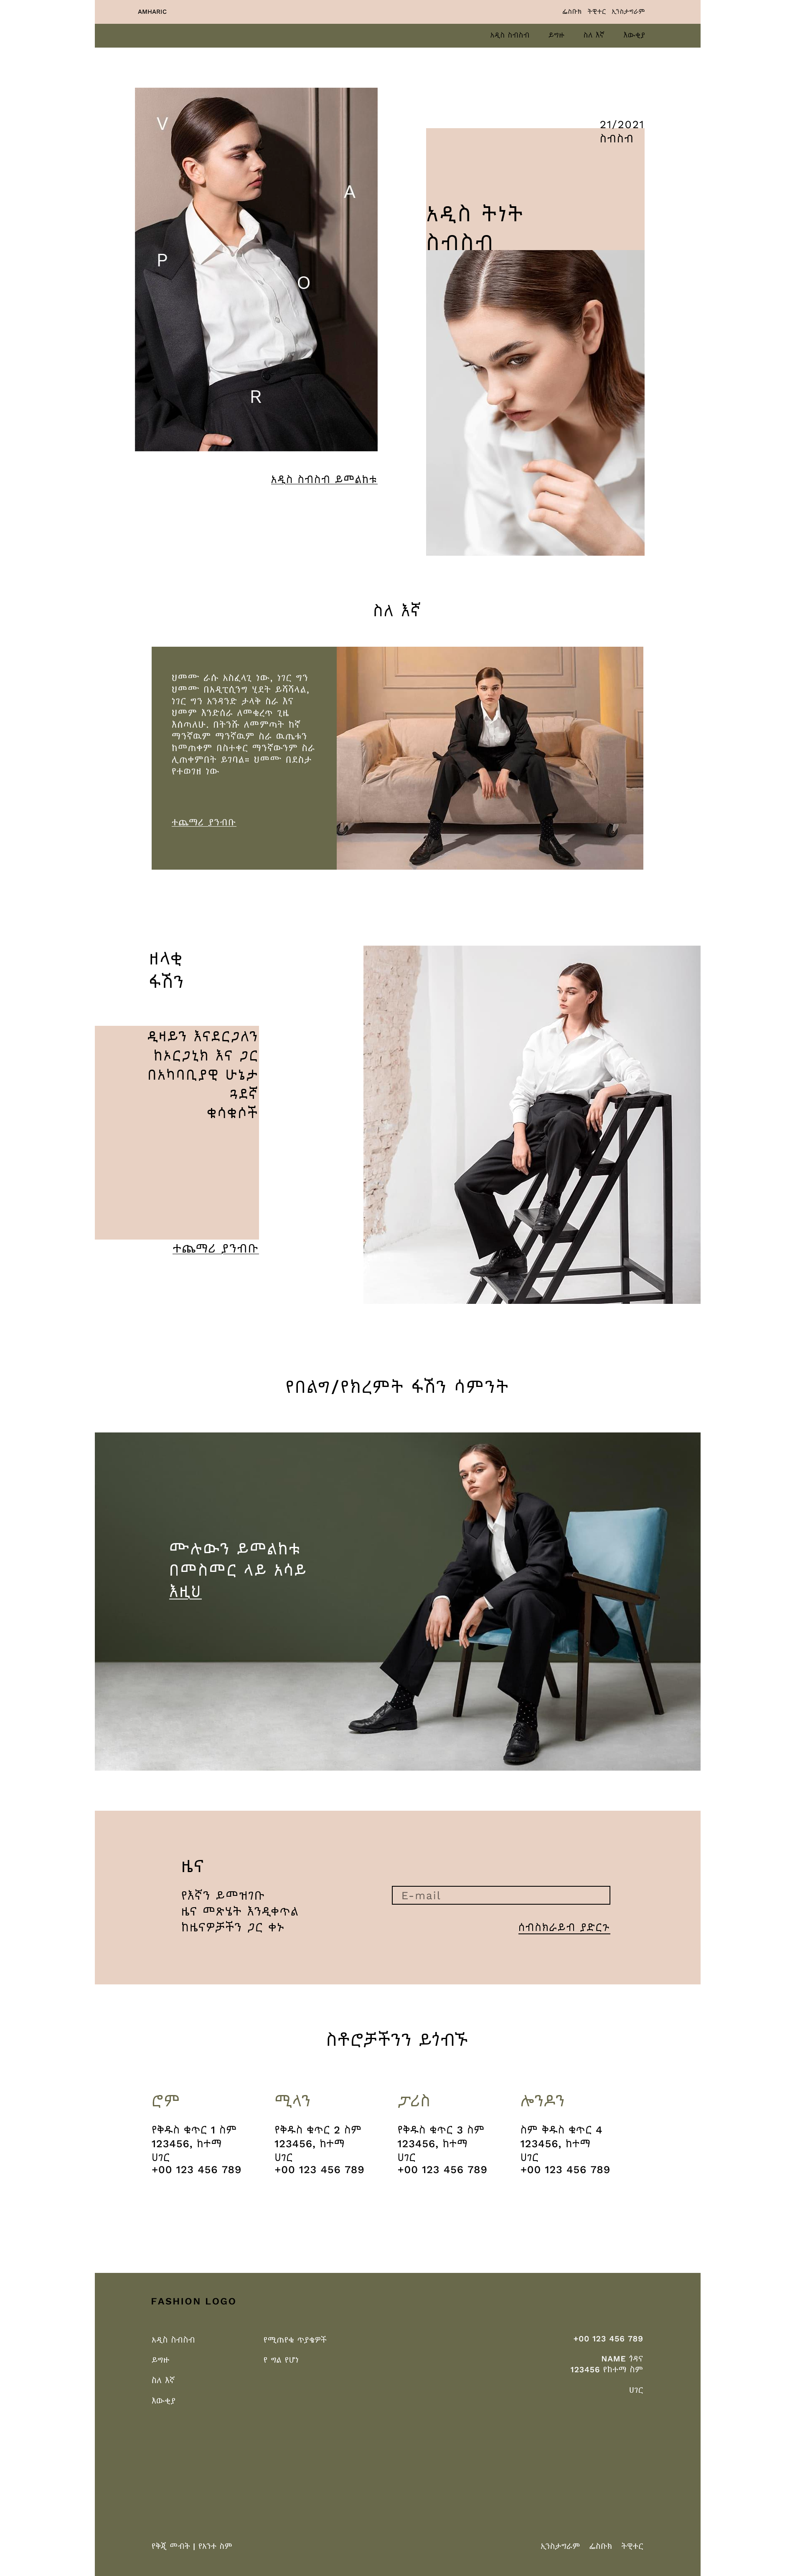 AMHARIC
ፌስቡክ ትዊተር ኢንስታግራም
አዲስ ስብስብ ይግዙ ስለ እኛ እውቂያ
V
A
P
O
R
21/2021
ስብስብ
አዲስ ትነት
ስብስብ
አዲስ ስብስብ ይመልከቱ
ስለ እኛ
ህመሙ ራሱ አስፈላጊ ነው, ነገር ግን
ህመሙ በአዲፒሲንግ ሂደት ይሻሻላል,
ነገር ግን አንዳንድ ታላቅ ስራ እና
ህመም እንድሰራ ለመቁረጥ ጊዜ
እሰጣለሁ. በትንሹ ለመምጣት ከኛ
ማንኛዉም ማንኛዉም ስራ ዉጤቱን
ከመጠቀም በስተቀር ማንኛውንም ስራ
ሊጠቀምበት ይገባል። ህመሙ በደስታ
የተወገዘ ነው
ተጨማሪ ያንብቡ
ዘላቂ
ፋሽን
ዲዛይን እናደርጋለን
ከኦርጋኒክ እና ጋር
በአካባቢያዊ ሁኔታ
ጓደኛ
ቁሳቁሶች
ተጨማሪ ያንብቡ
የበልግ/የክረምት ፋሽን ሳምንት
ሙሉውን ይመልከቱ
በመስመር ላይ አሳይ
እዚህ
ዜና
የእኛን ይመዝገቡ
ዜና መጽሄት እንዲቀጥል
ከዜናዎቻችን ጋር ቀኑ
E-mail
ሰብስክራይብ ያድርጉ
ስቶሮቻችንን ይጎብኙ
ሮም
የቅዱስ ቁጥር 1 ስም
123456, ከተማ
ሀገር
+00 123 456 789
ሚላን
የቅዱስ ቁጥር 2 ስም
123456, ከተማ
ሀገር
+00 123 456 789
ፓሪስ
የቅዱስ ቁጥር 3 ስም
123456, ከተማ
ሀገር
+00 123 456 789
ሎንዶን
ስም ቅዱስ ቁጥር 4
123456, ከተማ
ሀገር
+00 123 456 789
FASHION LOGO
አዲስ ስብስብ
ይግዙ
ስለ እኛ
እውቂያ
የሚጠየቁ ጥያቄዎች
የ ግል የሆነ
+00 123 456 789
NAME ጎዳና
123456 የከተማ ስም
ሀገር
የቅጂ መብት | የአንተ ስም
ኢንስታግራም ፌስቡክ ትዊተር